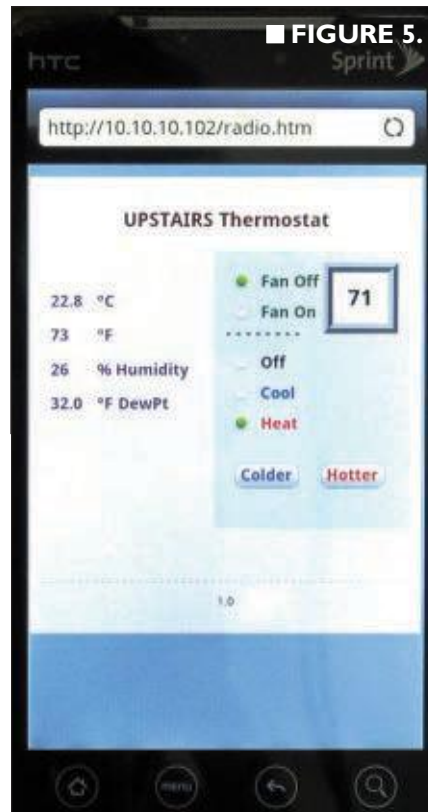 ■ FIGURE 5.
hTC Sprint
http://10.10.10.102/radio.htm
UPSTAIRS Thermostat
22.8 °C
73 °F
26 % Humidity
32.0 °F DewPt
Fan Off
Fan On
71
Off
Cool
Heat
Colder Hotter
1.0
menu